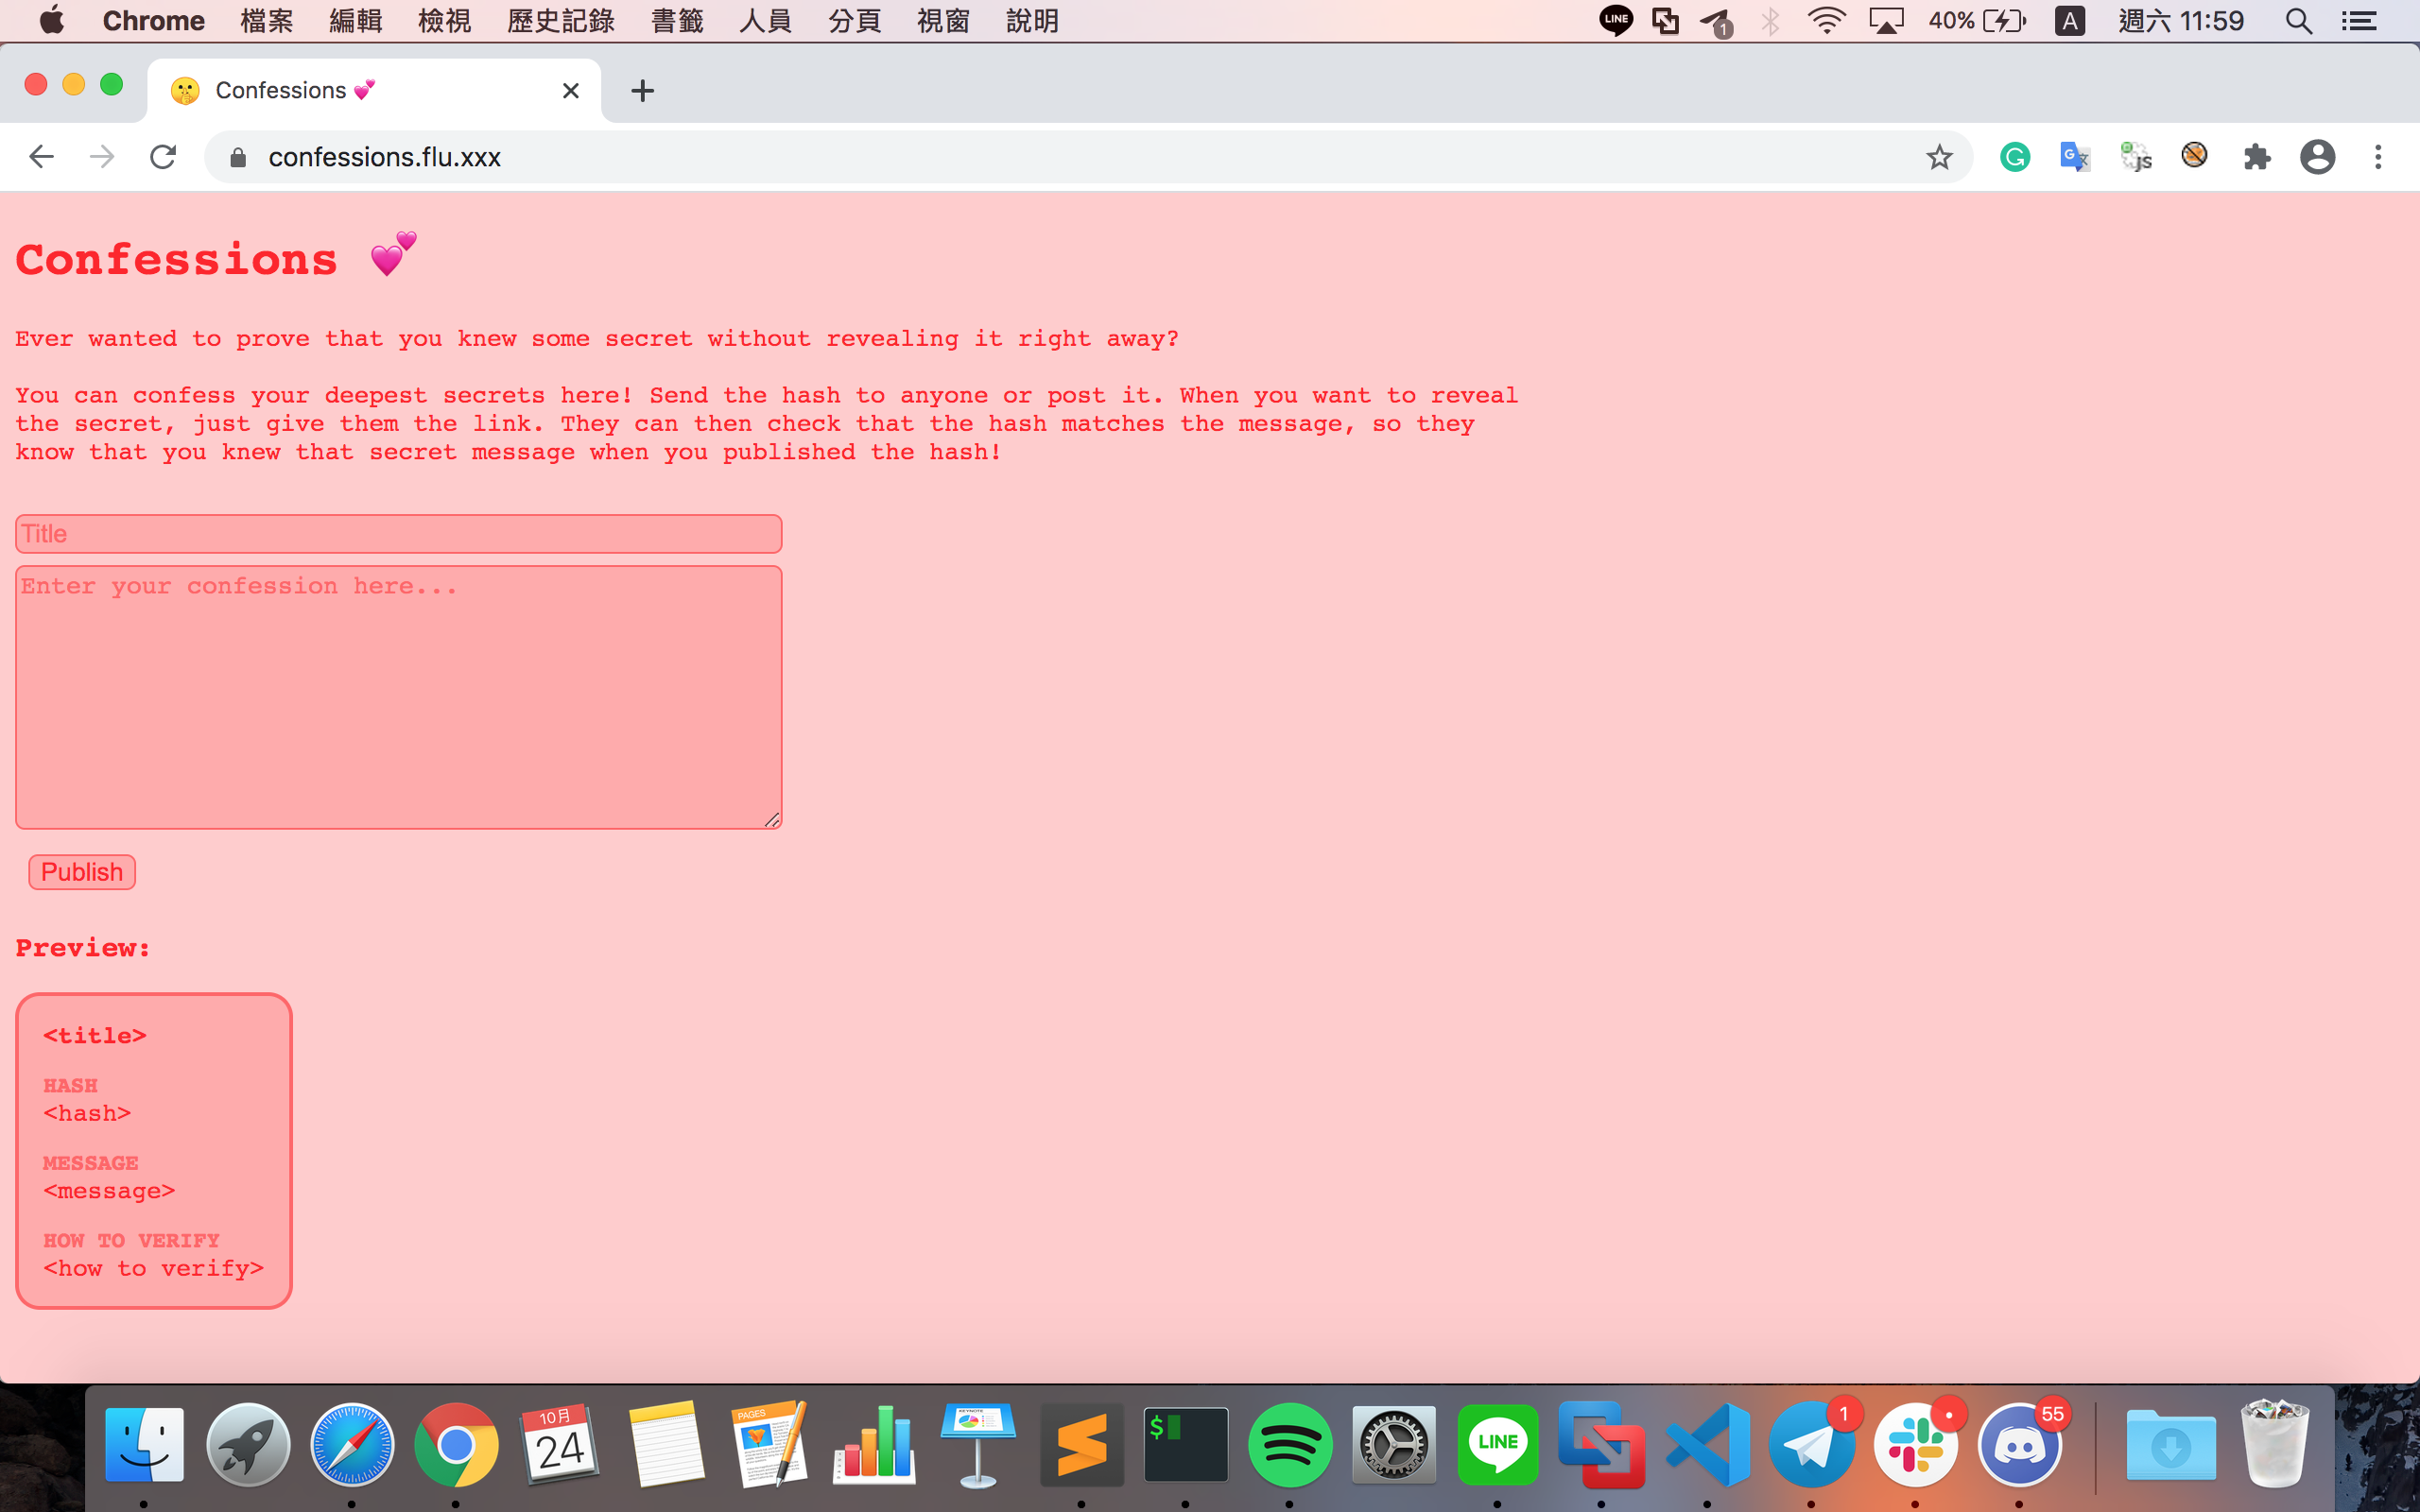 Chrome 檔案 編輯 檢視 歷史記錄 書籤 人員 分頁 視窗 說明 LINE 1 40% A 週六 11:59
Confessions 💕
confessions.flu.xxx
Confessions 💕
Ever wanted to prove that you knew some secret without revealing it right away?
You can confess your deepest secrets here! Send the hash to anyone or post it. When you want to reveal
the secret, just give them the link. They can then check that the hash matches the message, so they
know that you knew that secret message when you published the hash!
Title
Enter your confession here...
Publish
Preview:
<title>
HASH
<hash>
MESSAGE
<message>
HOW TO VERIFY
<how to verify>
10月
24
PAGES
KEYNOTE
$
LINE
1
55